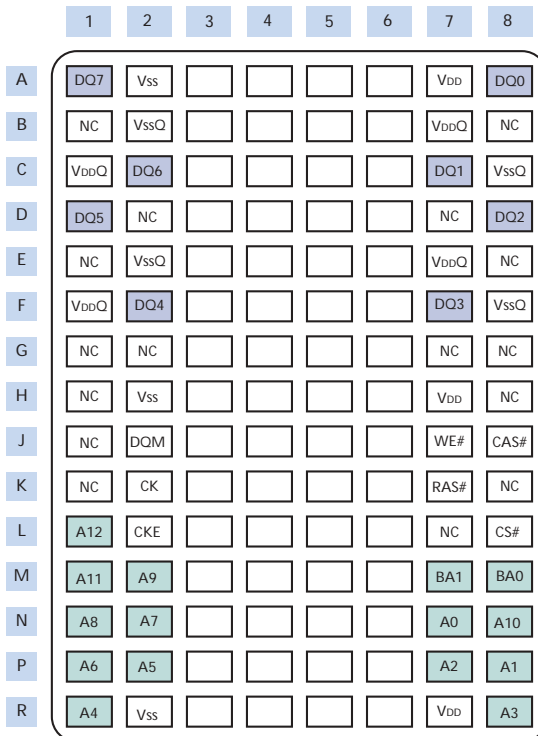 1 2 3 4 5 6 7 8
A DQ7 Vss VDD DQ0
B NC VssQ VDDQ NC
C VDDQ DQ6 DQ1 VssQ
D DQ5 NC NC DQ2
E NC VssQ VDDQ NC
F VDDQ DQ4 DQ3 VssQ
G NC NC NC NC
H NC Vss VDD NC
J NC DQM WE# CAS#
K NC CK RAS# NC
L A12 CKE NC CS#
M A11 A9 BA1 BA0
N A8 A7 A0 A10
P A6 A5 A2 A1
R A4 Vss VDD A3